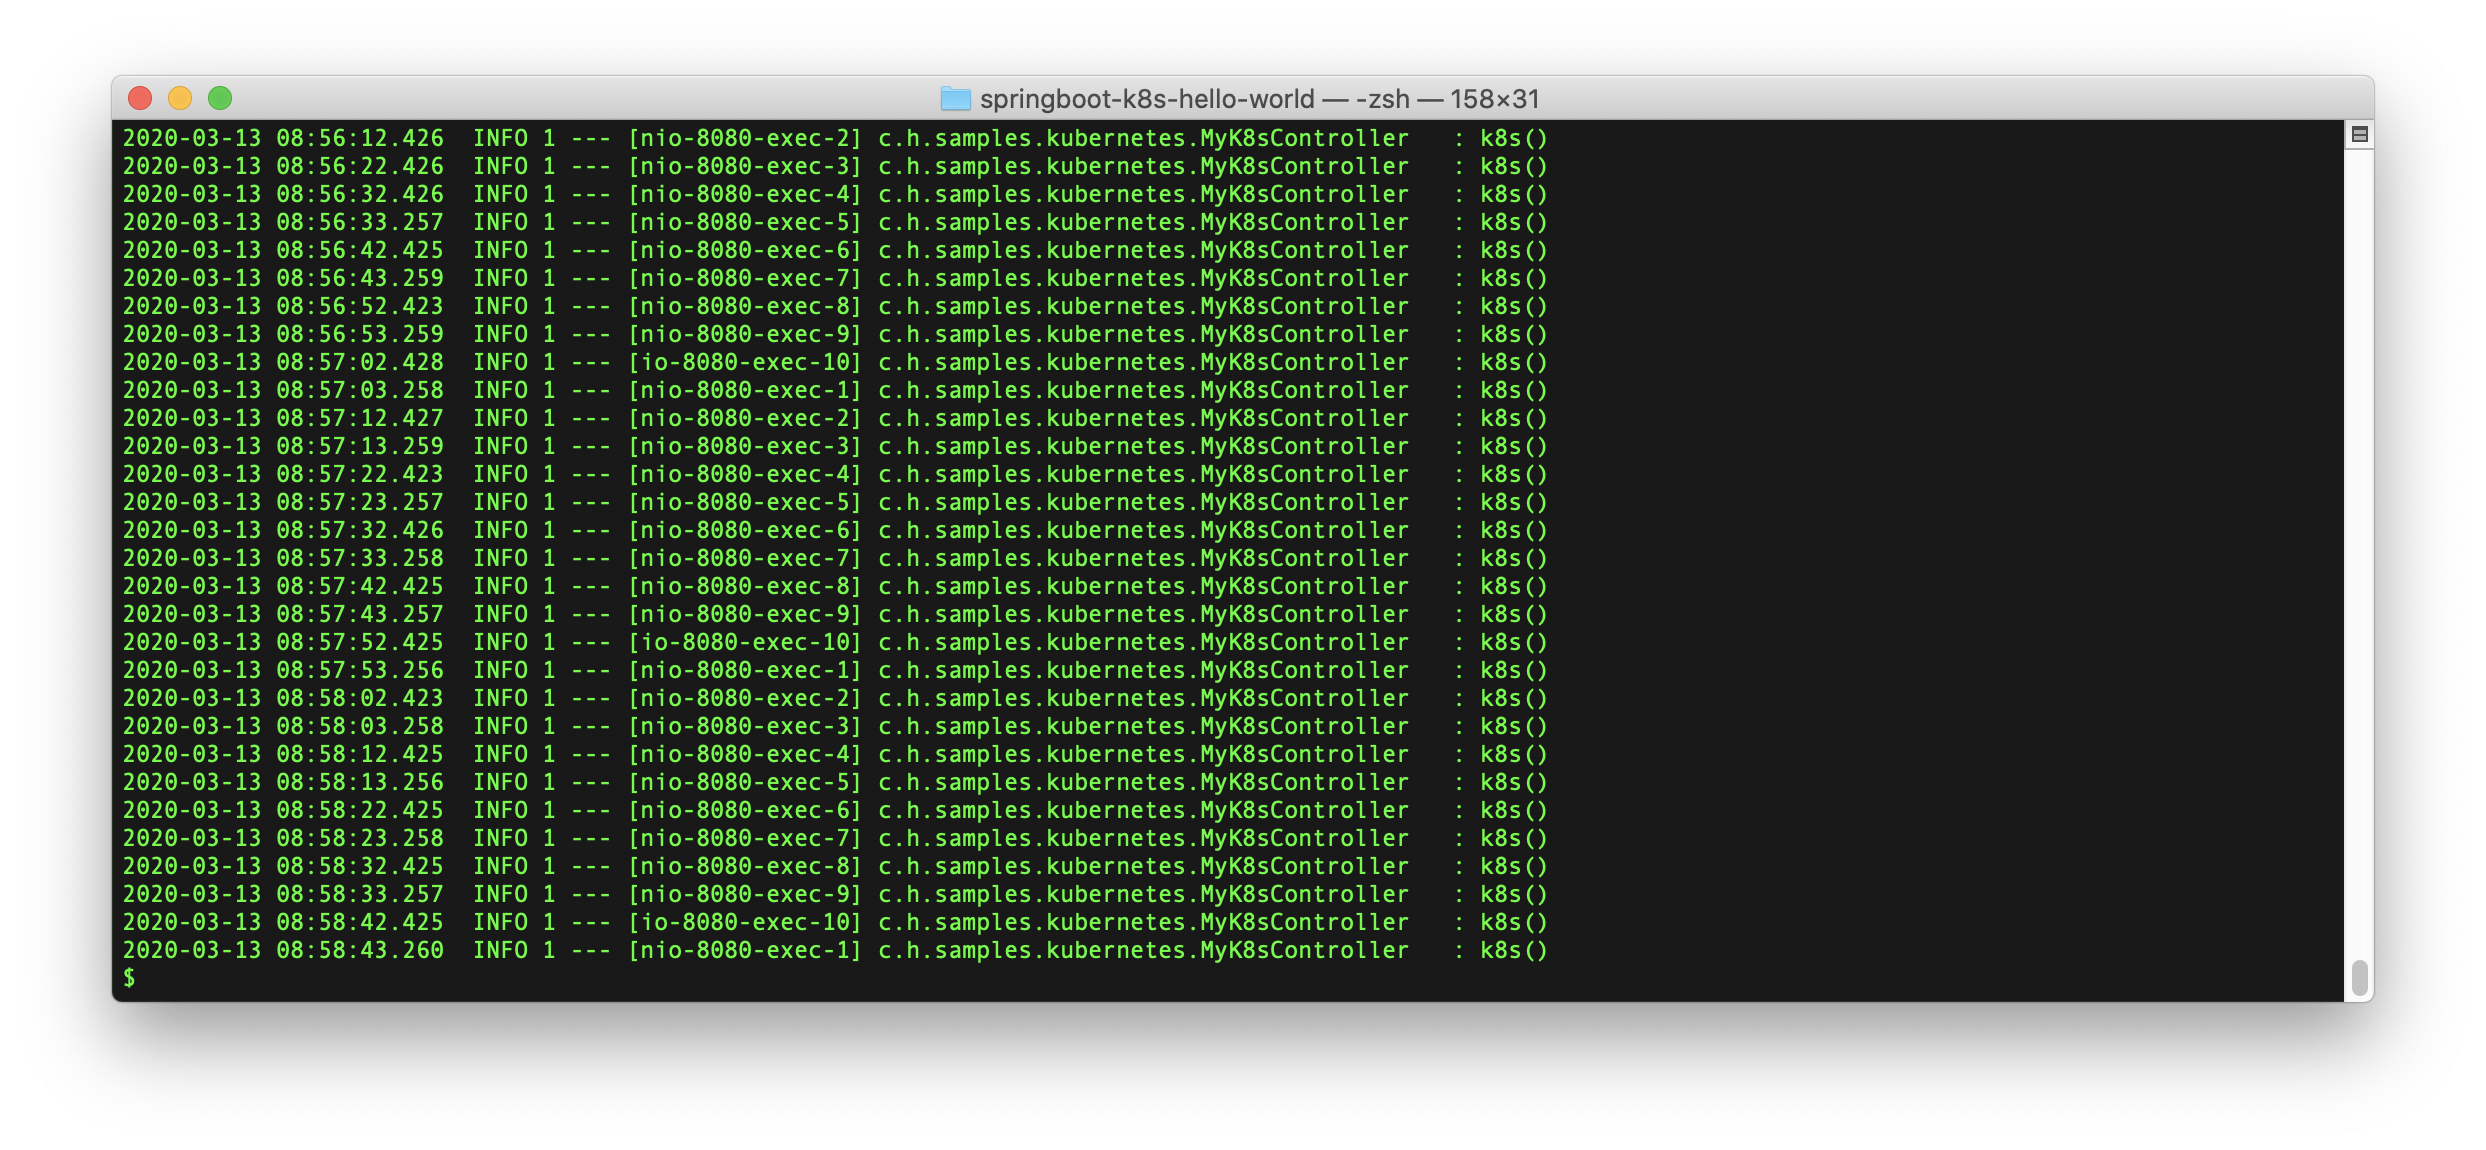 springboot-k8s-hello-world — -zsh — 158×31
2020-03-13 08:56:12.426  INFO 1 --- [nio-8080-exec-2] c.h.samples.kubernetes.MyK8sController   : k8s()
2020-03-13 08:56:22.426  INFO 1 --- [nio-8080-exec-3] c.h.samples.kubernetes.MyK8sController   : k8s()
2020-03-13 08:56:32.426  INFO 1 --- [nio-8080-exec-4] c.h.samples.kubernetes.MyK8sController   : k8s()
2020-03-13 08:56:33.257  INFO 1 --- [nio-8080-exec-5] c.h.samples.kubernetes.MyK8sController   : k8s()
2020-03-13 08:56:42.425  INFO 1 --- [nio-8080-exec-6] c.h.samples.kubernetes.MyK8sController   : k8s()
2020-03-13 08:56:43.259  INFO 1 --- [nio-8080-exec-7] c.h.samples.kubernetes.MyK8sController   : k8s()
2020-03-13 08:56:52.423  INFO 1 --- [nio-8080-exec-8] c.h.samples.kubernetes.MyK8sController   : k8s()
2020-03-13 08:56:53.259  INFO 1 --- [nio-8080-exec-9] c.h.samples.kubernetes.MyK8sController   : k8s()
2020-03-13 08:57:02.428  INFO 1 --- [io-8080-exec-10] c.h.samples.kubernetes.MyK8sController   : k8s()
2020-03-13 08:57:03.258  INFO 1 --- [nio-8080-exec-1] c.h.samples.kubernetes.MyK8sController   : k8s()
2020-03-13 08:57:12.427  INFO 1 --- [nio-8080-exec-2] c.h.samples.kubernetes.MyK8sController   : k8s()
2020-03-13 08:57:13.259  INFO 1 --- [nio-8080-exec-3] c.h.samples.kubernetes.MyK8sController   : k8s()
2020-03-13 08:57:22.423  INFO 1 --- [nio-8080-exec-4] c.h.samples.kubernetes.MyK8sController   : k8s()
2020-03-13 08:57:23.257  INFO 1 --- [nio-8080-exec-5] c.h.samples.kubernetes.MyK8sController   : k8s()
2020-03-13 08:57:32.426  INFO 1 --- [nio-8080-exec-6] c.h.samples.kubernetes.MyK8sController   : k8s()
2020-03-13 08:57:33.258  INFO 1 --- [nio-8080-exec-7] c.h.samples.kubernetes.MyK8sController   : k8s()
2020-03-13 08:57:42.425  INFO 1 --- [nio-8080-exec-8] c.h.samples.kubernetes.MyK8sController   : k8s()
2020-03-13 08:57:43.257  INFO 1 --- [nio-8080-exec-9] c.h.samples.kubernetes.MyK8sController   : k8s()
2020-03-13 08:57:52.425  INFO 1 --- [io-8080-exec-10] c.h.samples.kubernetes.MyK8sController   : k8s()
2020-03-13 08:57:53.256  INFO 1 --- [nio-8080-exec-1] c.h.samples.kubernetes.MyK8sController   : k8s()
2020-03-13 08:58:02.423  INFO 1 --- [nio-8080-exec-2] c.h.samples.kubernetes.MyK8sController   : k8s()
2020-03-13 08:58:03.258  INFO 1 --- [nio-8080-exec-3] c.h.samples.kubernetes.MyK8sController   : k8s()
2020-03-13 08:58:12.425  INFO 1 --- [nio-8080-exec-4] c.h.samples.kubernetes.MyK8sController   : k8s()
2020-03-13 08:58:13.256  INFO 1 --- [nio-8080-exec-5] c.h.samples.kubernetes.MyK8sController   : k8s()
2020-03-13 08:58:22.425  INFO 1 --- [nio-8080-exec-6] c.h.samples.kubernetes.MyK8sController   : k8s()
2020-03-13 08:58:23.258  INFO 1 --- [nio-8080-exec-7] c.h.samples.kubernetes.MyK8sController   : k8s()
2020-03-13 08:58:32.425  INFO 1 --- [nio-8080-exec-8] c.h.samples.kubernetes.MyK8sController   : k8s()
2020-03-13 08:58:33.257  INFO 1 --- [nio-8080-exec-9] c.h.samples.kubernetes.MyK8sController   : k8s()
2020-03-13 08:58:42.425  INFO 1 --- [io-8080-exec-10] c.h.samples.kubernetes.MyK8sController   : k8s()
2020-03-13 08:58:43.260  INFO 1 --- [nio-8080-exec-1] c.h.samples.kubernetes.MyK8sController   : k8s()
$